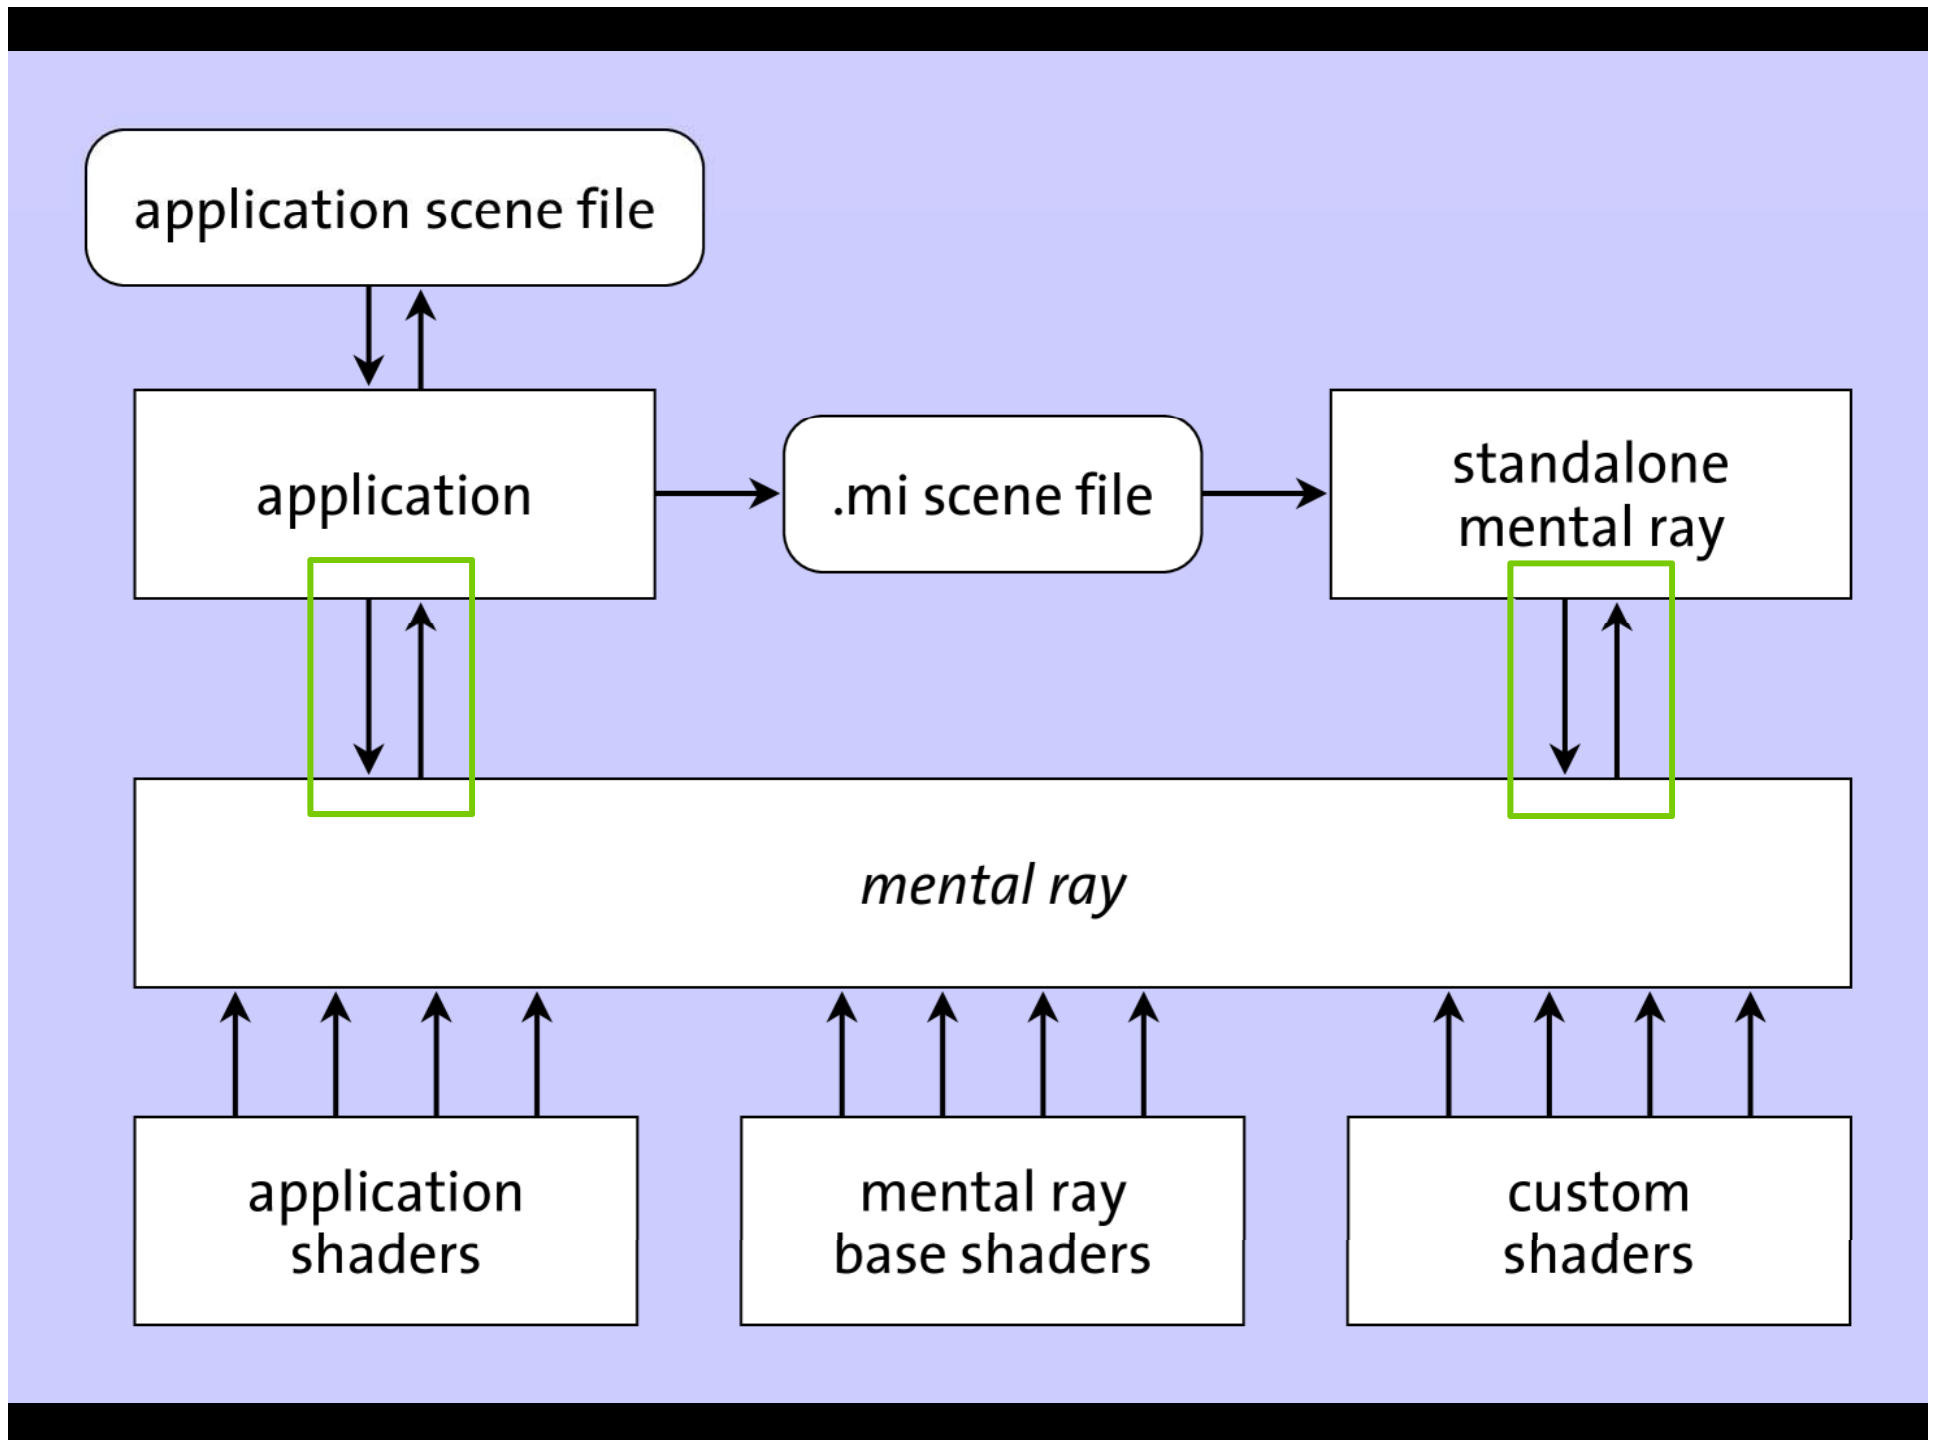 application scene file
application
.mi scene file
standalone
mental ray
mental ray
application
shaders
mental ray
base shaders
custom
shaders